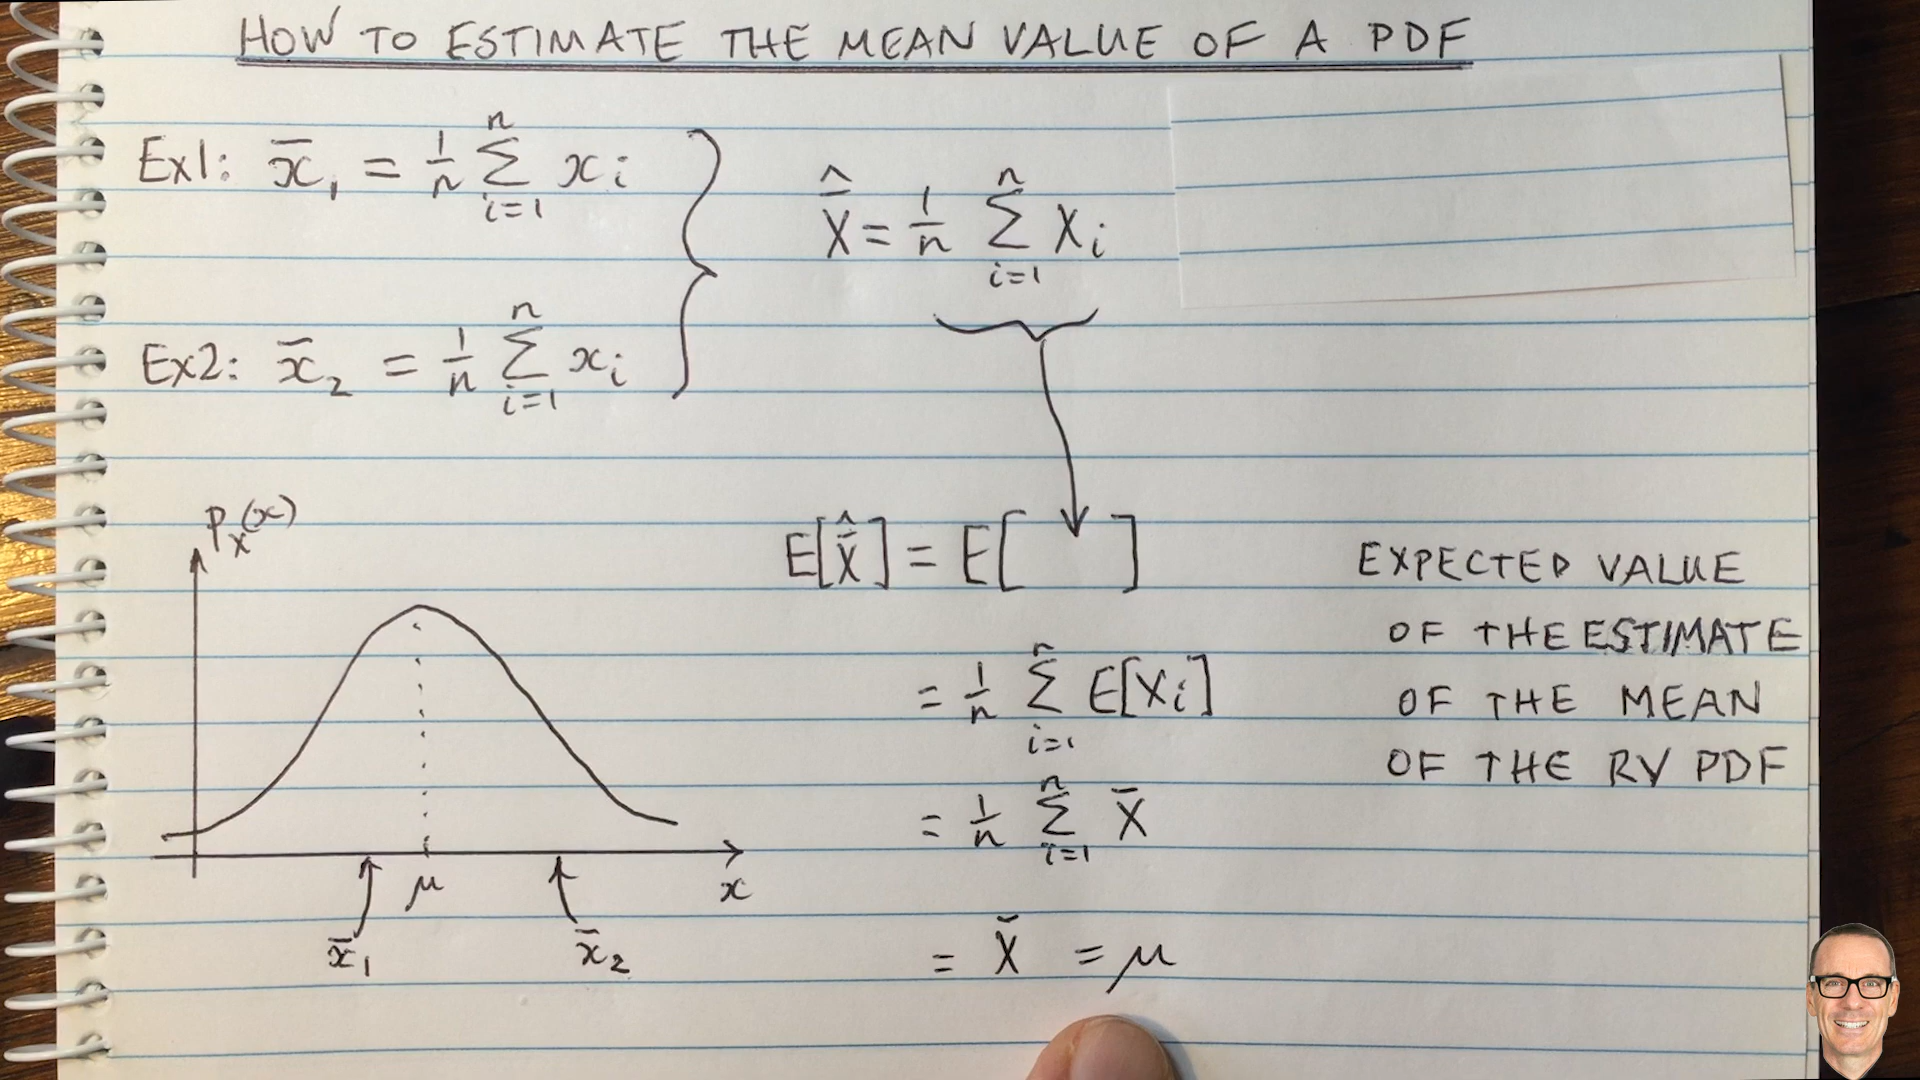 HOW TO ESTIMATE THE MEAN VALUE OF A PDF
Ex1: x̄₁ = 1/n Σ_{i=1}^{n} xᵢ
Ex2: x̄₂ = 1/n Σ_{i=1}^{n} xᵢ
X̄̂ = 1/n Σ_{i=1}^{n} Xᵢ
P_X(x)
μ
x
x̄₁
x̄₂
E[X̄̂] = E[ ]
= 1/n Σ_{i=1}^{n} E[Xᵢ]
= 1/n Σ_{i=1}^{n} X̄
= X̄ = μ
EXPECTED VALUE
OF THE ESTIMATE
OF THE MEAN
OF THE RV PDF